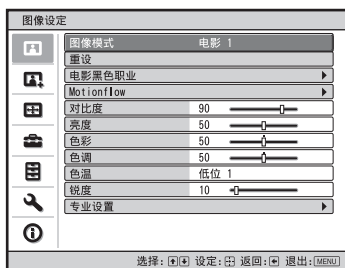 图像设定
图像模式 电影 1
重设
电影黑色职业
Motionflow
对比度 90
亮度 50
色彩 50
色调 50
色温 低位 1
锐度 10
专业设置
选择: 设定: 返回: 退出: MENU